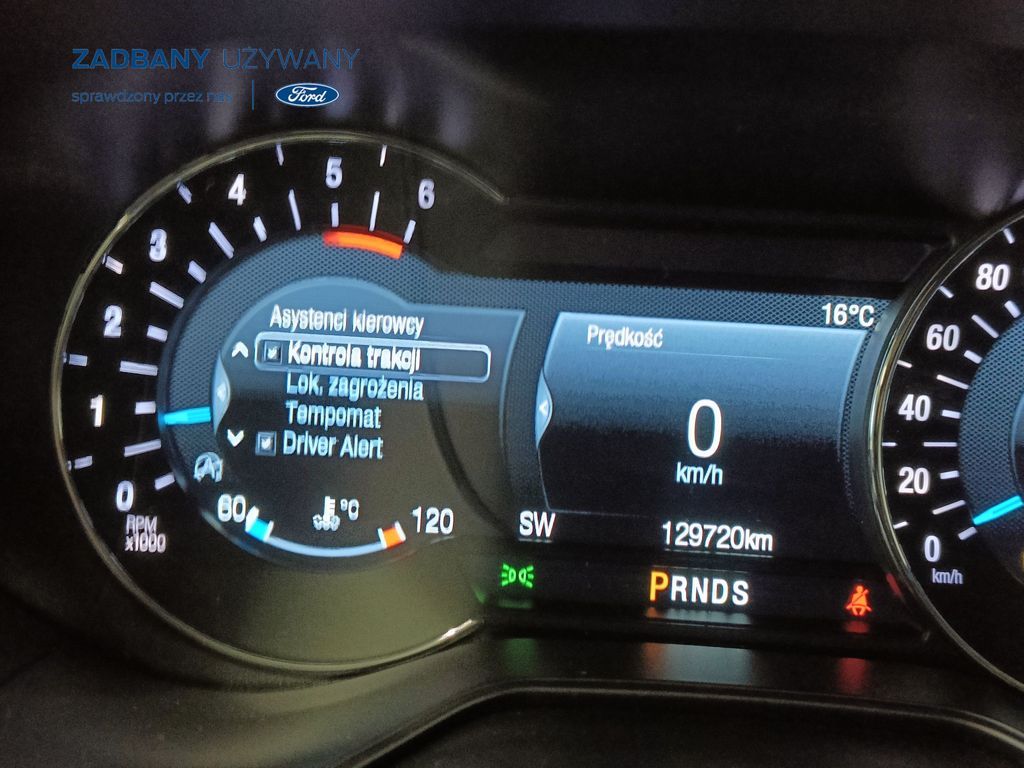 ZADBANY UŻYWANY
sprawdzony przez nas
Ford
6
5
4
3
2
1
0
RPM
x1000
Asystenci kierowcy
Kontrola trakcji
Lok. zagrożenia
Tempomat
Driver Alert
60
°C
120
16°C
Prędkość
0
km/h
SW
129720km
PRNDS
80
60
40
20
0
km/h